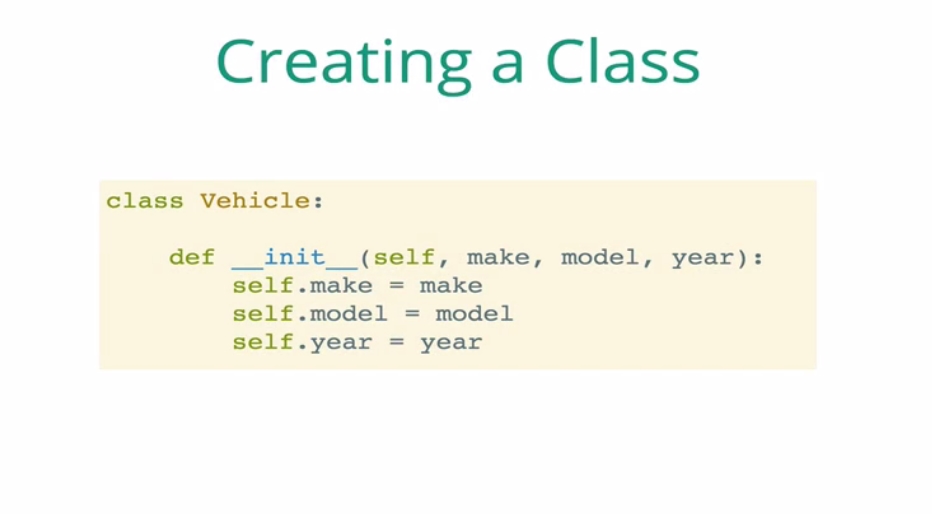 Creating a Class
class Vehicle:
    def __init__(self, make, model, year):
        self.make = make
        self.model = model
        self.year = year